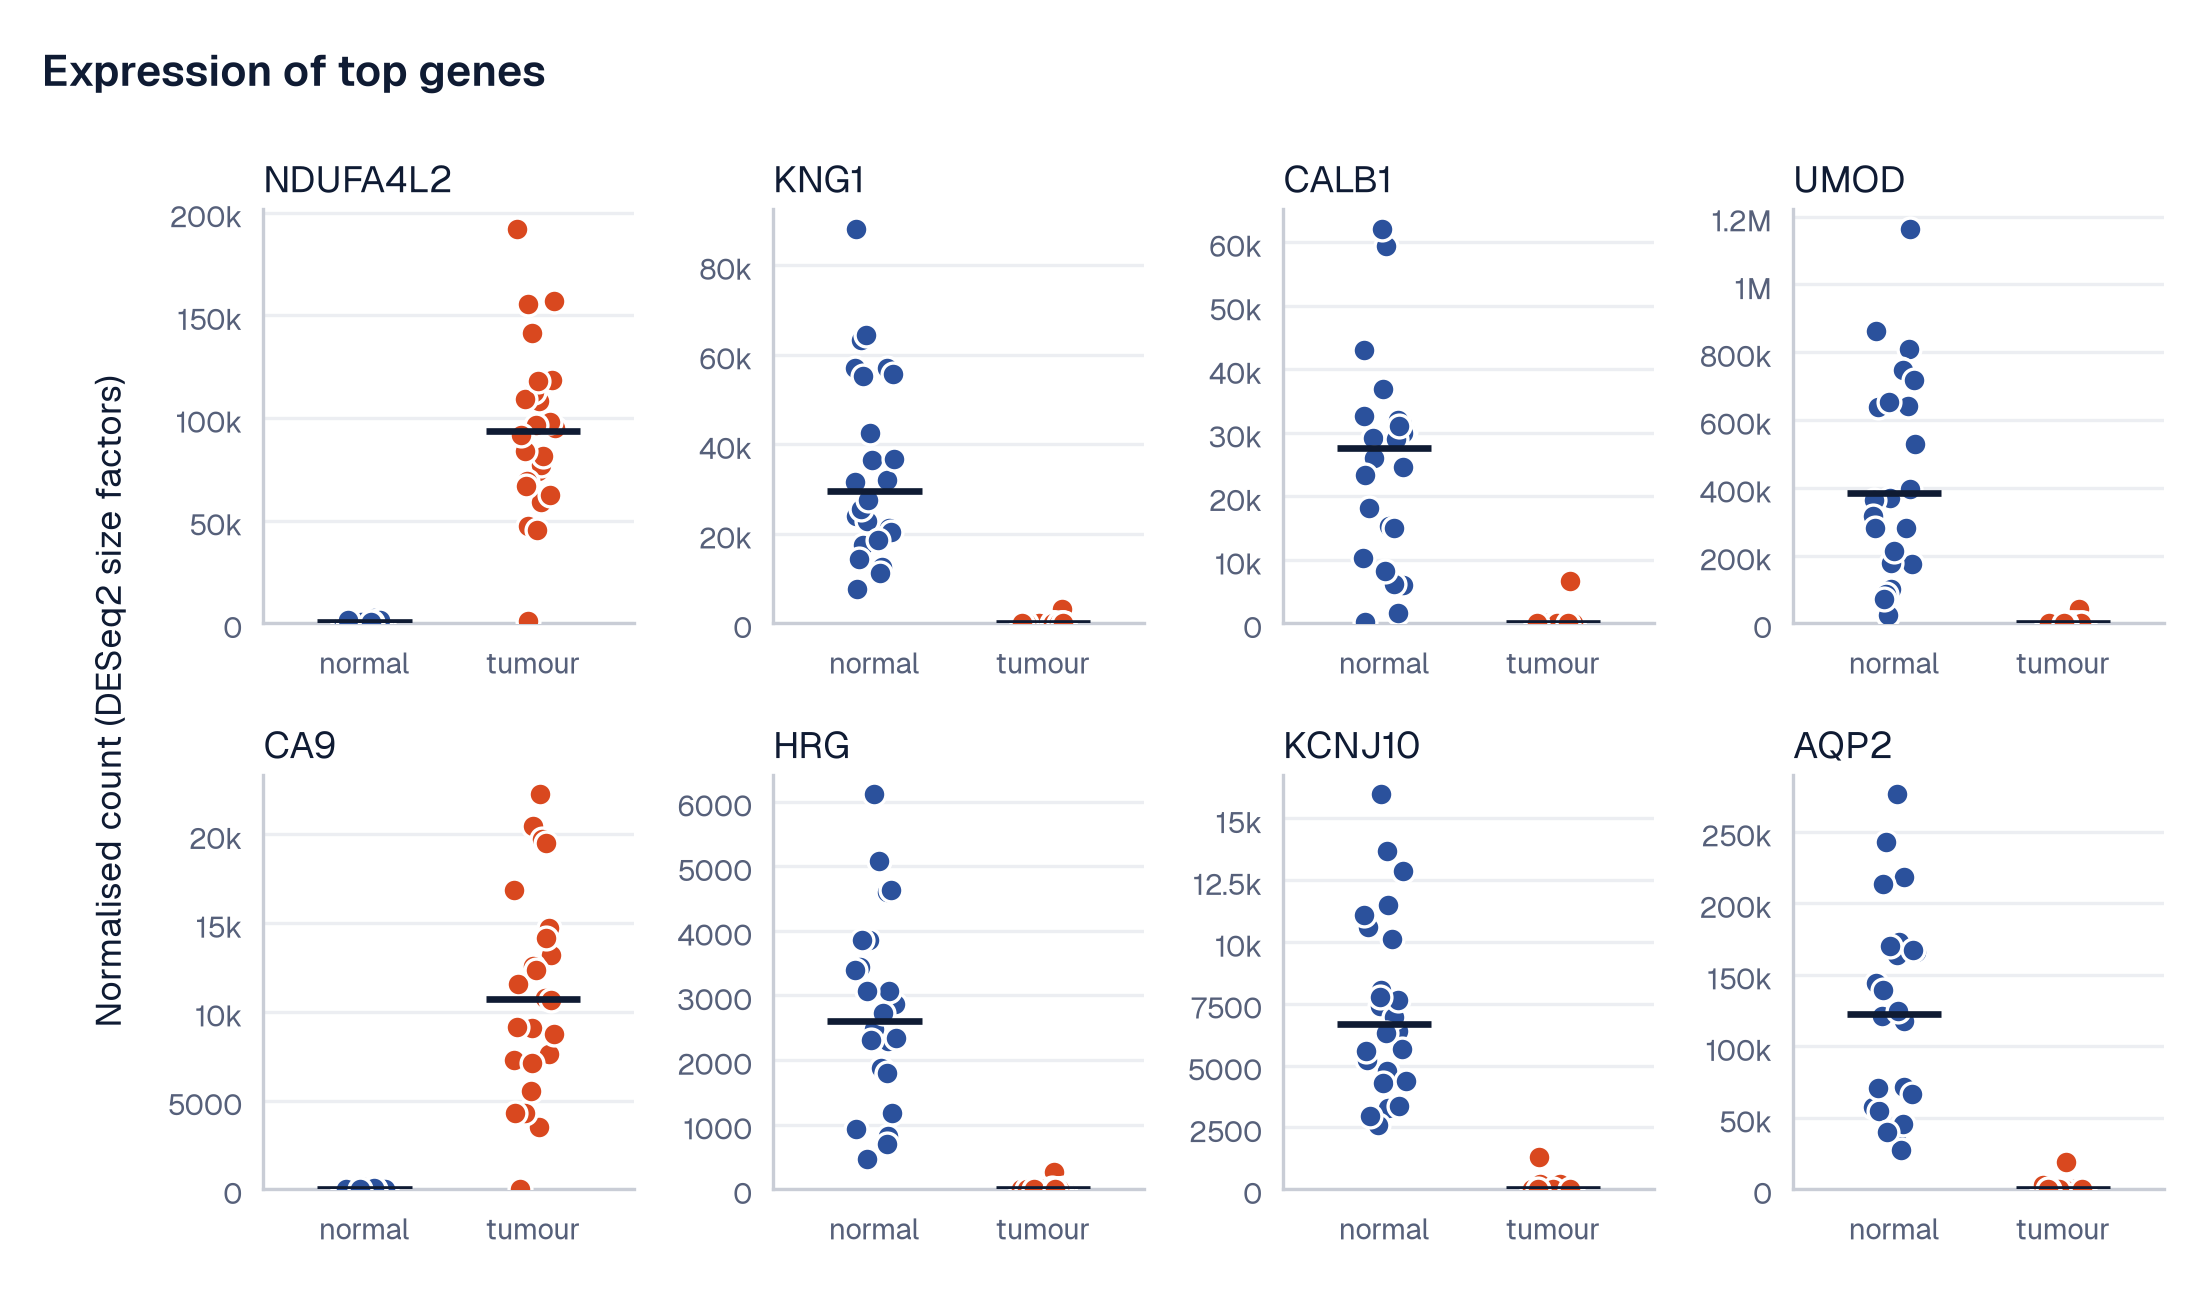 Expression of top genes
Normalised count (DESeq2 size factors)
NDUFA4L2
200k
150k
100k
50k
0
normal
tumour
KNG1
80k
60k
40k
20k
0
normal
tumour
CALB1
60k
50k
40k
30k
20k
10k
0
normal
tumour
UMOD
1.2M
1M
800k
600k
400k
200k
0
normal
tumour
CA9
20k
15k
10k
5000
0
normal
tumour
HRG
6000
5000
4000
3000
2000
1000
0
normal
tumour
KCNJ10
15k
12.5k
10k
7500
5000
2500
0
normal
tumour
AQP2
250k
200k
150k
100k
50k
0
normal
tumour